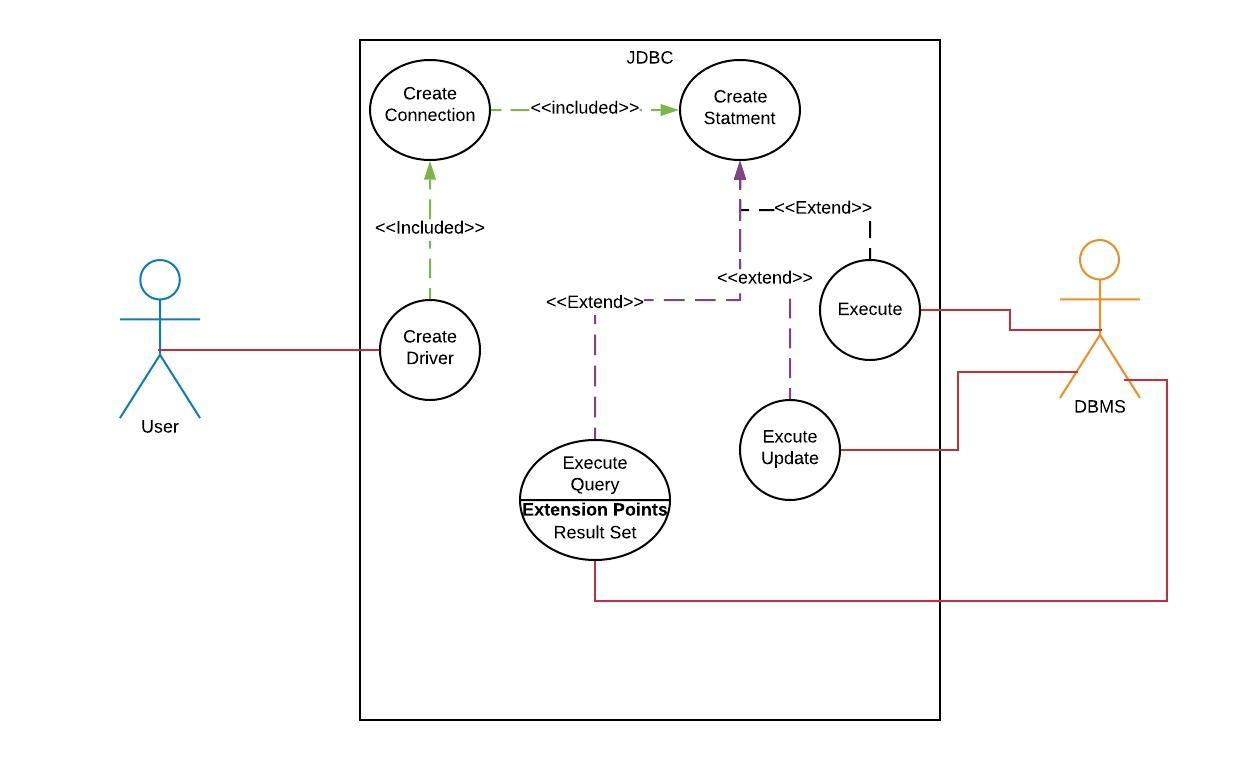 JDBC
Create
Connection
<<included>>
Create
Statment
<<Extend>>
<<Included>>
<<extend>>
<<Extend>>
Execute
Create
Driver
User
DBMS
Excute
Update
Execute
Query
Extension Points
Result Set